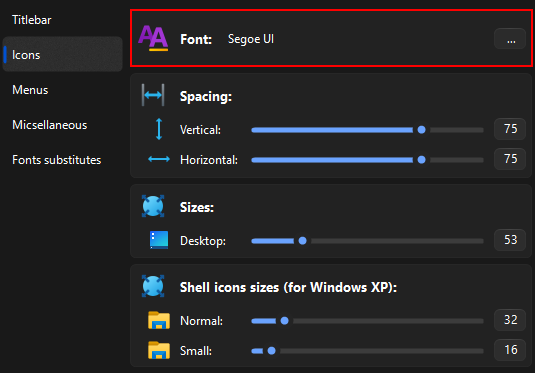 Titlebar
Icons
Menus
Micsellaneous
Fonts substitutes
Font: Segoe UI ...
Spacing:
Vertical: 75
Horizontal: 75
Sizes:
Desktop: 53
Shell icons sizes (for Windows XP):
Normal: 32
Small: 16